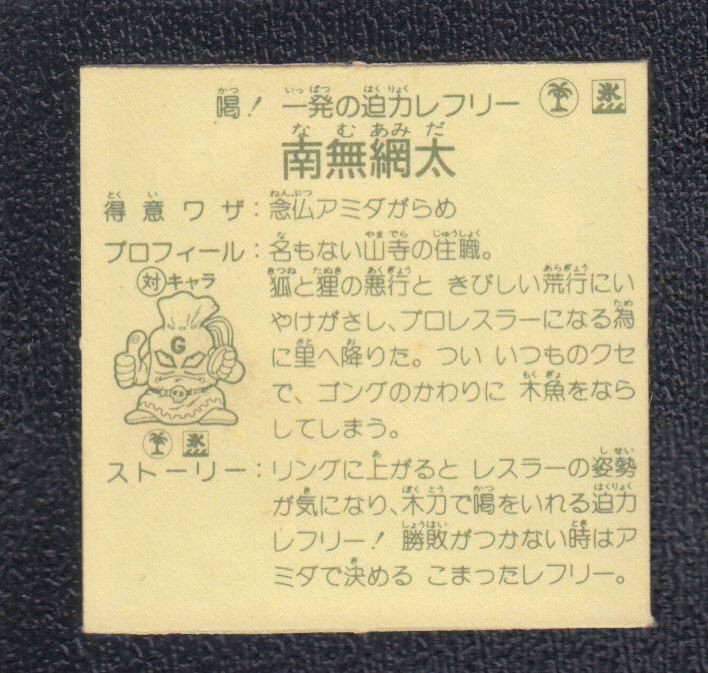 喝！ 一発の迫力レフリー 氷
南無網太
得意ワザ：念仏アミダがらめ
プロフィール：名もない山寺の住職。
対キャラ 狐と狸の悪行と きびしい荒行にい
やけがさし、プロレスラーになる為
G に里へ降りた。つい いつものクセ
で、ゴングのかわりに 木魚をなら
氷 してしまう。
ストーリー：リングに上がると レスラーの姿勢
が気になり、木刀で喝をいれる迫力
レフリー！ 勝敗がつかない時はア
ミダで決める こまったレフリー。